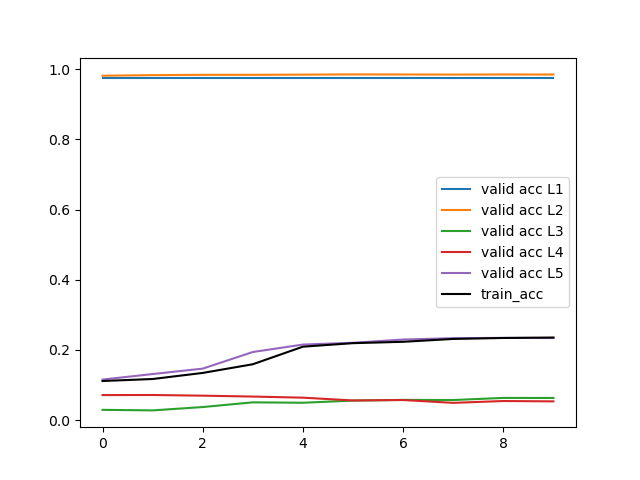 1.0
0.8
0.6
0.4
0.2
0.0
0 2 4 6 8
valid acc L1
valid acc L2
valid acc L3
valid acc L4
valid acc L5
train_acc